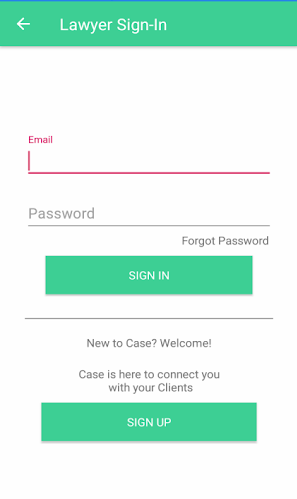 Lawyer Sign-In
Email
Password
Forgot Password
SIGN IN
New to Case? Welcome!
Case is here to connect you
with your Clients
SIGN UP